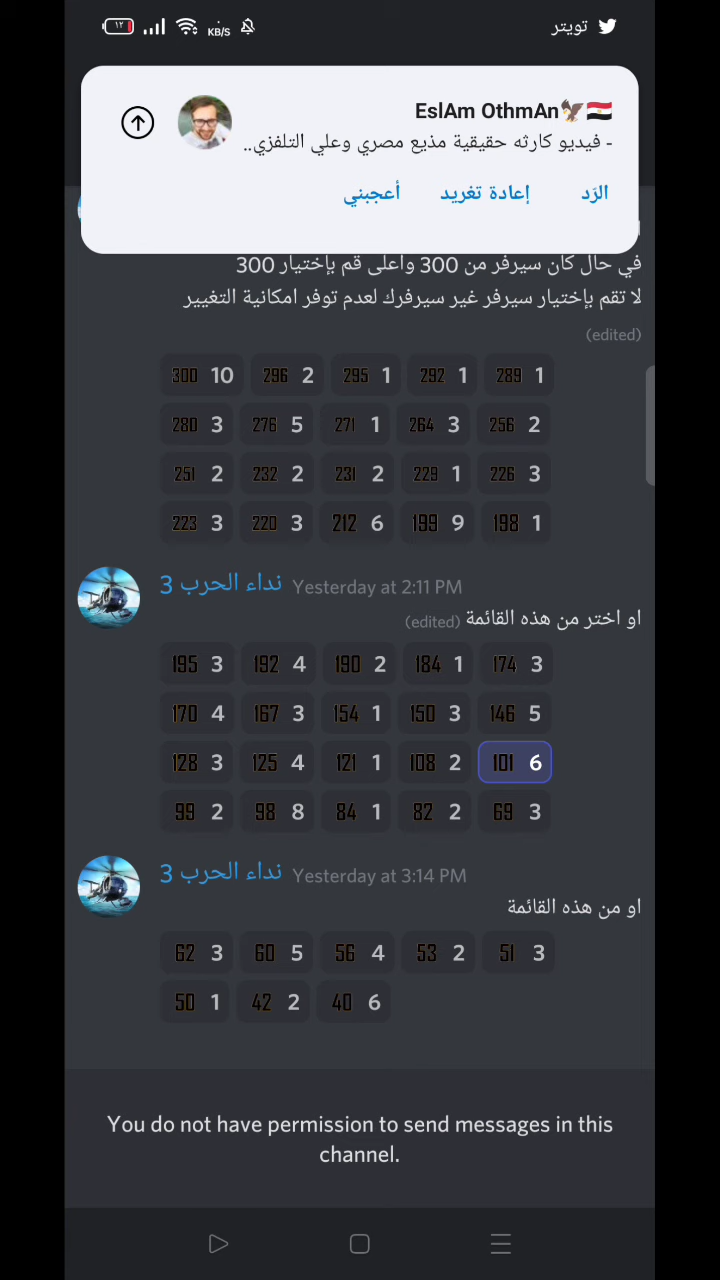 تويتر
KB/S
١٢
EslAm OthmAn🦅🇪🇬
- فيديو كارثه حقيقية مذيع مصري وعلي التلفزي..
الرّد إعادة تغريد أعجبني
في حال كان سيرفر من 300 واعلى قم بإختيار 300
لا تقم بإختيار سيرفر غير سيرفرك لعدم توفر امكانية التغيير
(edited)
300 10 296 2 295 1 292 1 289 1
280 3 276 5 271 1 264 3 256 2
251 2 232 2 231 2 229 1 226 3
223 3 220 3 212 6 199 9 198 1
نداء الحرب 3 Yesterday at 2:11 PM
او اختر من هذه القائمة (edited)
195 3 192 4 190 2 184 1 174 3
170 4 167 3 154 1 150 3 146 5
128 3 125 4 121 1 108 2 101 6
99 2 98 8 84 1 82 2 69 3
نداء الحرب 3 Yesterday at 3:14 PM
او من هذه القائمة
62 3 60 5 56 4 53 2 51 3
50 1 42 2 40 6
You do not have permission to send messages in this
channel.